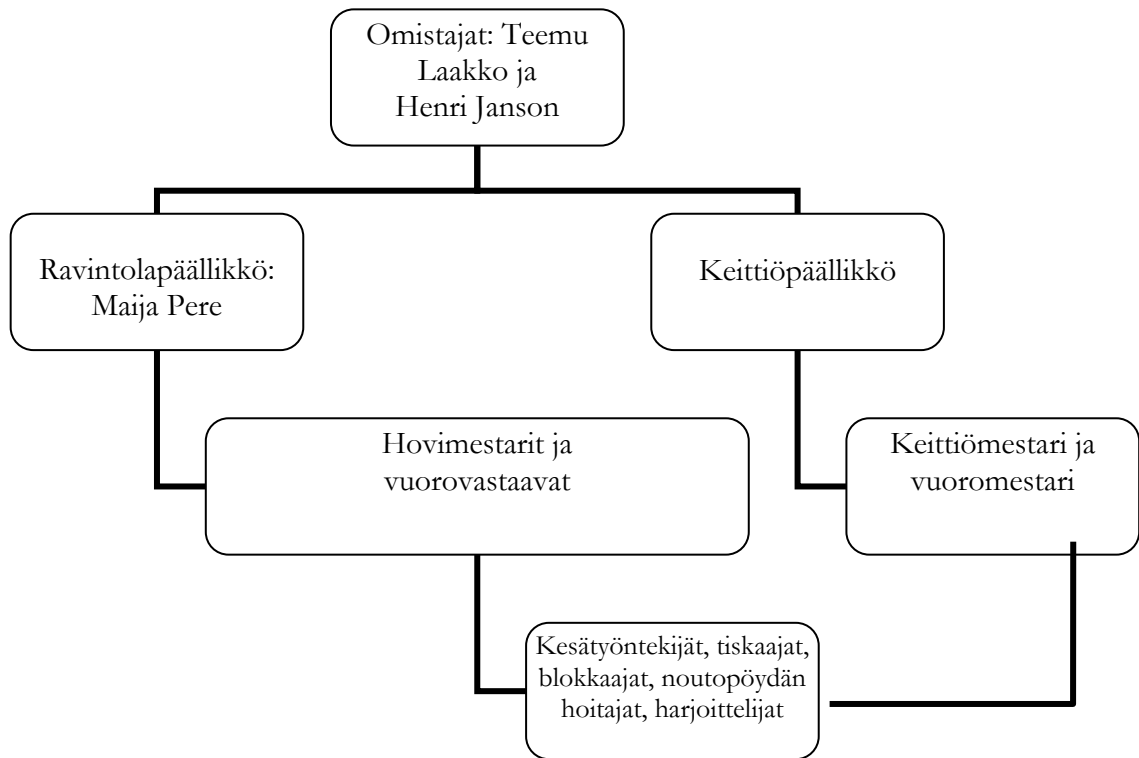 Omistajat: Teemu
Laakko ja
Henri Janson
Ravintolapäällikkö:
Maija Pere
Keittiöpäällikkö
Hovimestarit ja
vuorovastaavat
Keittiömestari ja
vuoromestari
Kesätyöntekijät, tiskaajat,
blokkaajat, noutopöydän
hoitajat, harjoittelijat